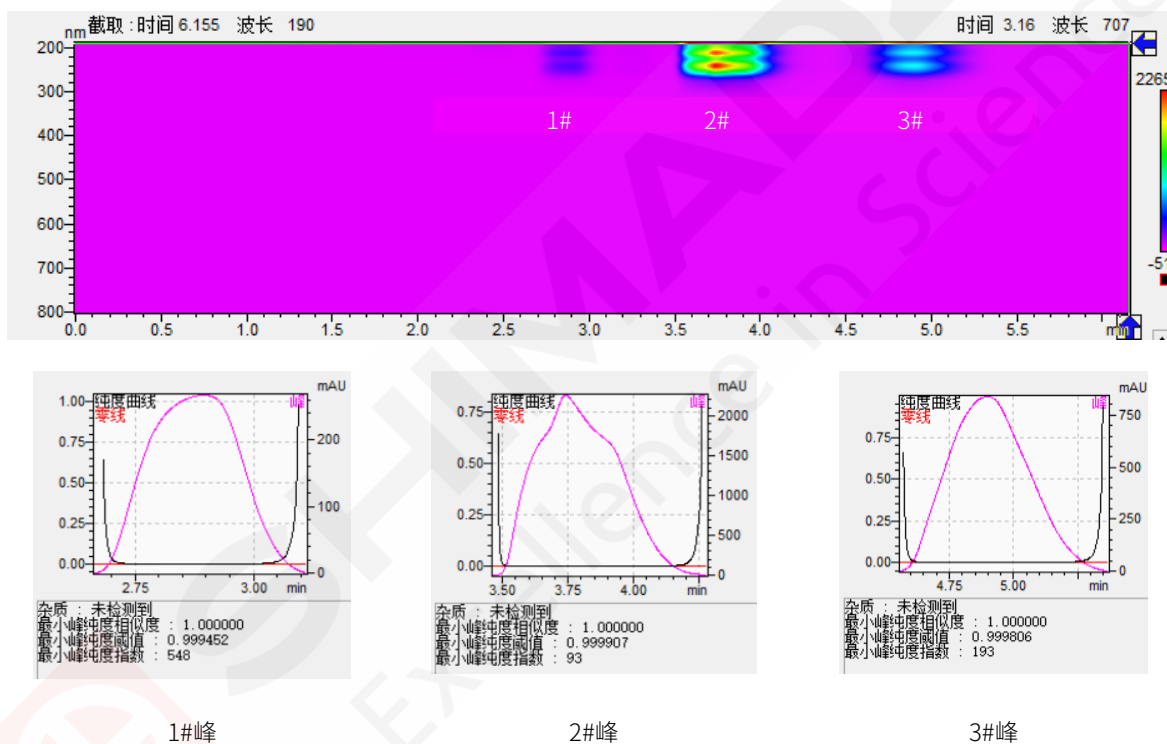 截取 : 时间 6.155 波长 190 时间 3.16 波长 707
nm
200
300
400
500
600
700
800
1# 2# 3#
2265
-51
0.0 0.5 1.0 1.5 2.0 2.5 3.0 3.5 4.0 4.5 5.0 5.5 min
SHIMADZU
Excellence in Science
mAU
纯度曲线 峰
零线
1.00
0.75
0.50
0.25
0.00
200
100
0
2.75 3.00 min
杂质 : 未检测到
最小峰纯度相似度 : 1.000000
最小峰纯度阈值 : 0.999452
最小峰纯度指数 : 548
1#峰
mAU
纯度曲线 峰
零线
0.75
0.50
0.25
0.00
2000
1500
1000
500
0
3.50 3.75 4.00 min
杂质 : 未检测到
最小峰纯度相似度 : 1.000000
最小峰纯度阈值 : 0.999907
最小峰纯度指数 : 93
2#峰
mAU
纯度曲线 峰
零线
0.75
0.50
0.25
0.00
750
500
250
0
4.75 5.00 min
杂质 : 未检测到
最小峰纯度相似度 : 1.000000
最小峰纯度阈值 : 0.999806
最小峰纯度指数 : 193
3#峰